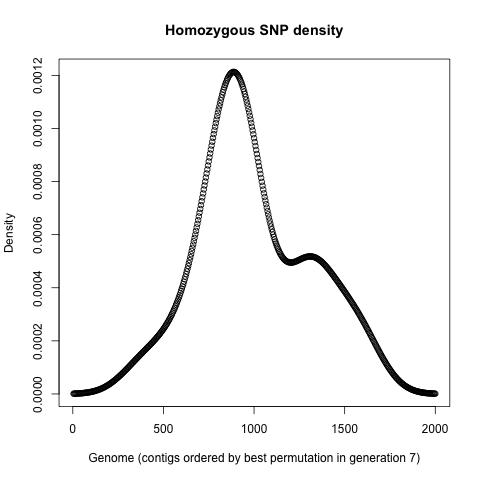 Homozygous SNP density
Density
0.0012
0.0010
0.0008
0.0006
0.0004
0.0002
0.0000
0 500 1000 1500 2000
Genome (contigs ordered by best permutation in generation 7)